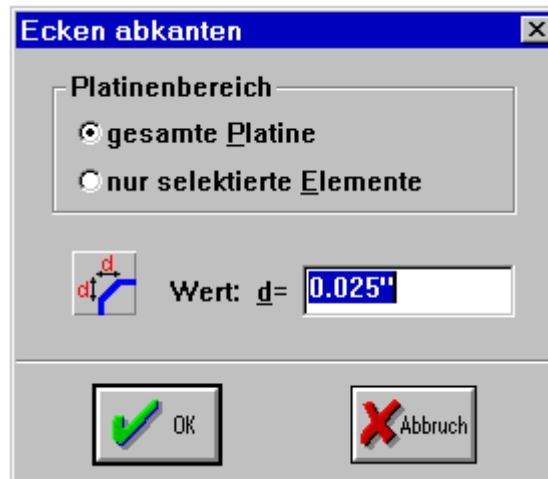 Ecken abkanten
Platinenbereich
gesamte Platine
nur selektierte Elemente
d
d
Wert: d= 0.025"
OK
Abbruch